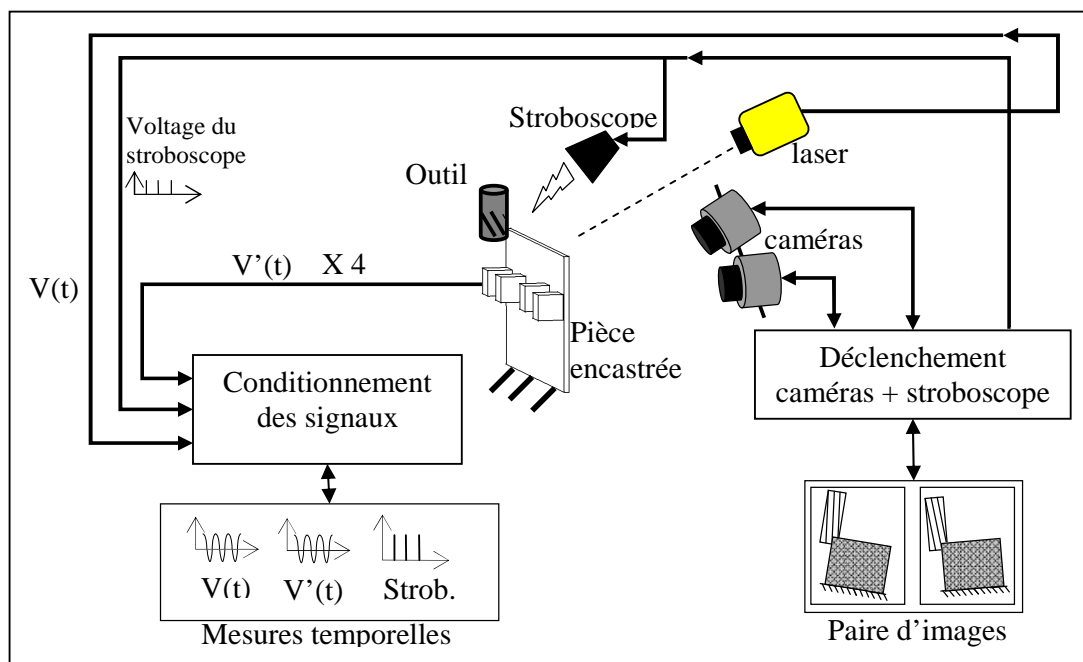 Voltage du
stroboscope
Stroboscope
laser
Outil
caméras
V'(t) X 4
V(t)
Pièce
encastrée
Déclenchement
caméras + stroboscope
Conditionnement
des signaux
V(t)
V'(t)
Strob.
Mesures temporelles
Paire d'images